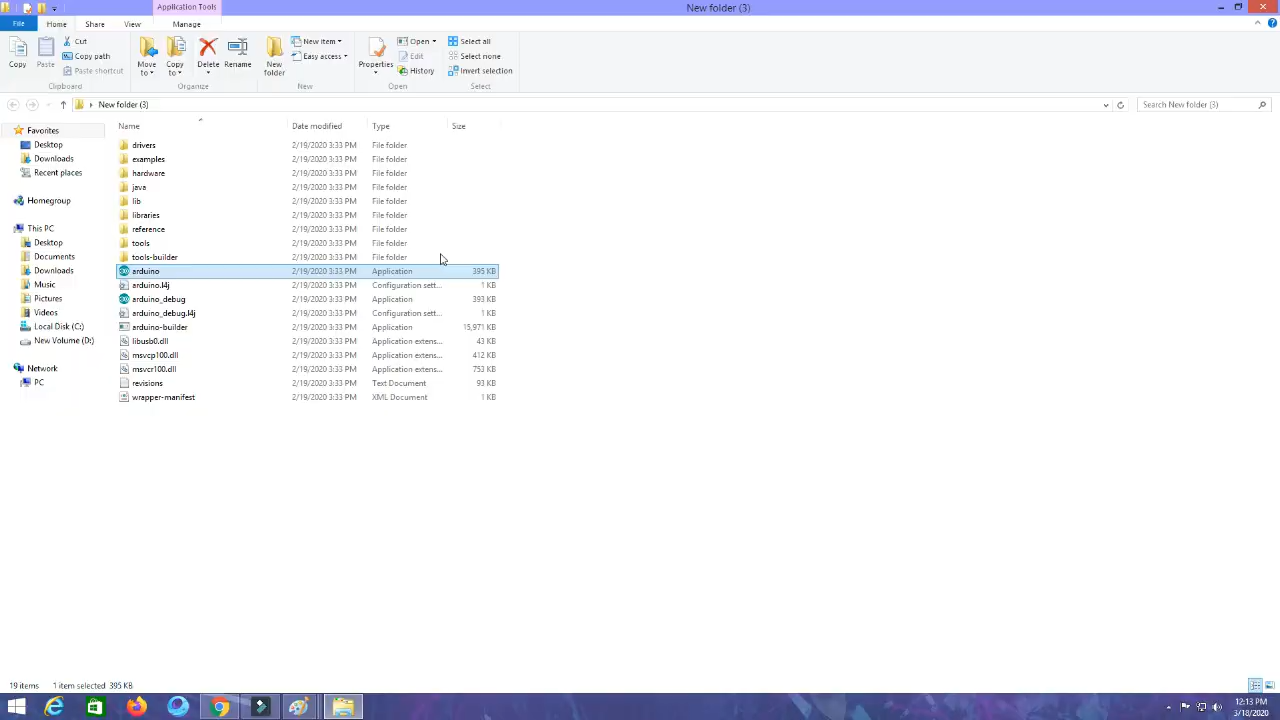 Application Tools
New folder (3)
File
Home
Share
View
Manage
Copy
Paste
Cut
Copy path
Paste shortcut
Clipboard
Move to
Copy to
Delete
Rename
Organize
New folder
New item
Easy access
New
Properties
Open
Edit
History
Open
Select all
Select none
Invert selection
Select
New folder (3)
Search New folder (3)
Name Date modified Type Size
Favorites
Desktop
Downloads
Recent places
Homegroup
This PC
Desktop
Documents
Downloads
Music
Pictures
Videos
Local Disk (C:)
New Volume (D:)
Network
PC
drivers 2/19/2020 3:33 PM File folder
examples 2/19/2020 3:33 PM File folder
hardware 2/19/2020 3:33 PM File folder
java 2/19/2020 3:33 PM File folder
lib 2/19/2020 3:33 PM File folder
libraries 2/19/2020 3:33 PM File folder
reference 2/19/2020 3:33 PM File folder
tools 2/19/2020 3:33 PM File folder
tools-builder 2/19/2020 3:33 PM File folder
arduino 2/19/2020 3:33 PM Application 395 KB
arduino.l4j 2/19/2020 3:33 PM Configuration sett... 1 KB
arduino_debug 2/19/2020 3:33 PM Application 393 KB
arduino_debug.l4j 2/19/2020 3:33 PM Configuration sett... 1 KB
arduino-builder 2/19/2020 3:33 PM Application 15,971 KB
libusb0.dll 2/19/2020 3:33 PM Application extens... 43 KB
msvcp100.dll 2/19/2020 3:33 PM Application extens... 412 KB
msvcr100.dll 2/19/2020 3:33 PM Application extens... 753 KB
revisions 2/19/2020 3:33 PM Text Document 93 KB
wrapper-manifest 2/19/2020 3:33 PM XML Document 1 KB
19 items 1 item selected 395 KB
12:13 PM
3/18/2020